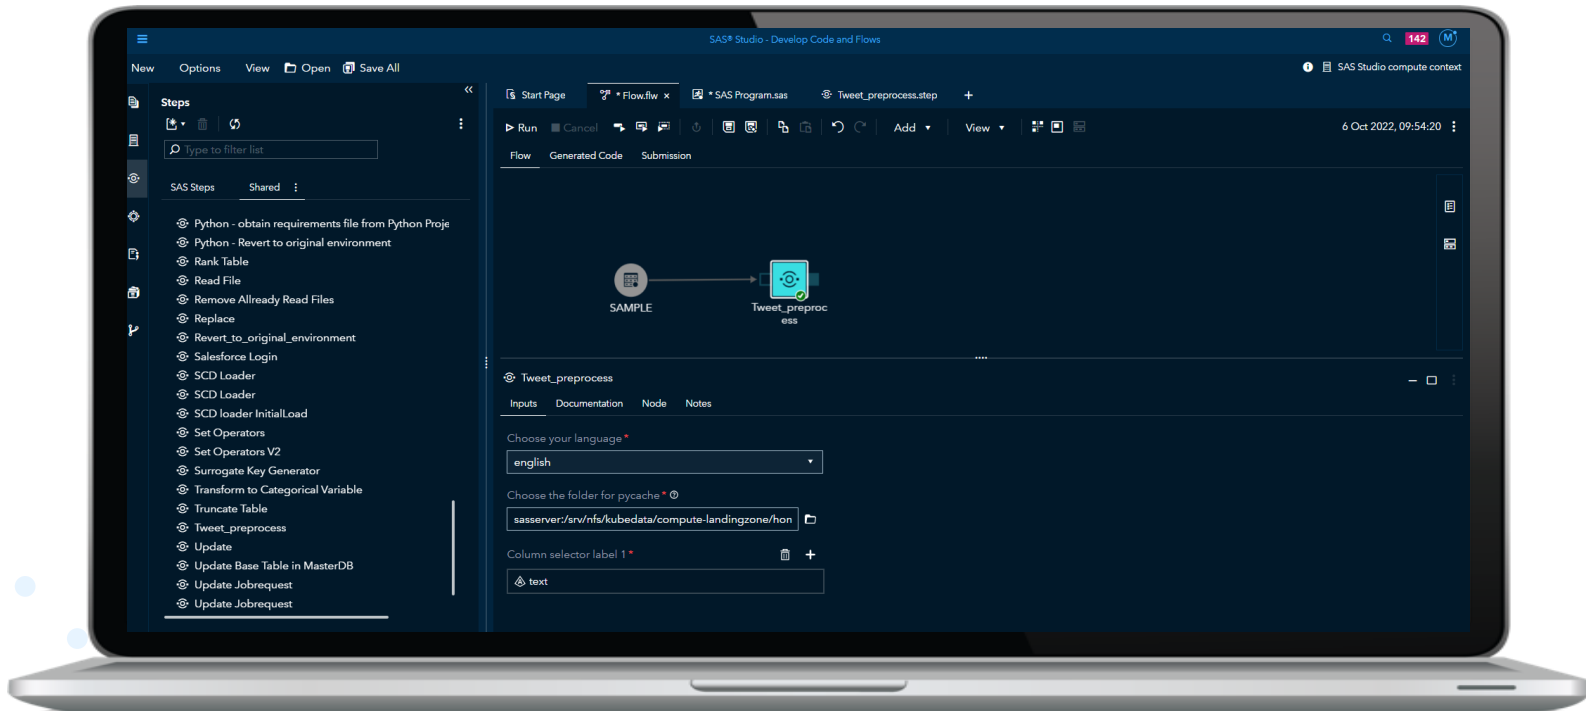 SAS® Studio - Develop Code and Flows
142
M
New Options View Open Save All
SAS Studio compute context
Steps
Start Page
* Flow.flw
* SAS Program.sas
Tweet_preprocess.step
Run Cancel
Add
View
6 Oct 2022, 09:54:20
Type to filter list
Flow Generated Code Submission
SAS Steps Shared
Python - obtain requirements file from Python Proje
Python - Revert to original environment
Rank Table
Read File
Remove Allready Read Files
Replace
Revert_to_original_environment
Salesforce Login
SCD Loader
SCD Loader
SCD loader InitialLoad
Set Operators
Set Operators V2
Surrogate Key Generator
Transform to Categorical Variable
Truncate Table
Tweet_preprocess
Update
Update Base Table in MasterDB
Update Jobrequest
Update Jobrequest
SAMPLE
Tweet_preproc
ess
Tweet_preprocess
Inputs Documentation Node Notes
Choose your language *
english
Choose the folder for pycache *
sasserver:/srv/nfs/kubedata/compute-landingzone/hon
Column selector label 1 *
text